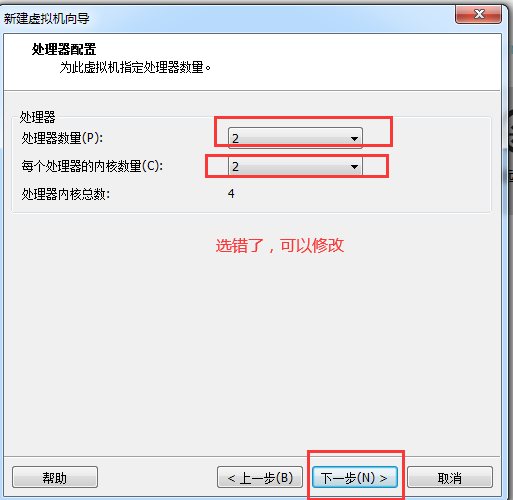 新建虚拟机向导
处理器配置
为此虚拟机指定处理器数量。
处理器
处理器数量(P): 2
每个处理器的内核数量(C): 2
处理器内核总数: 4
选错了，可以修改
帮助 < 上一步(B) 下一步(N) > 取消